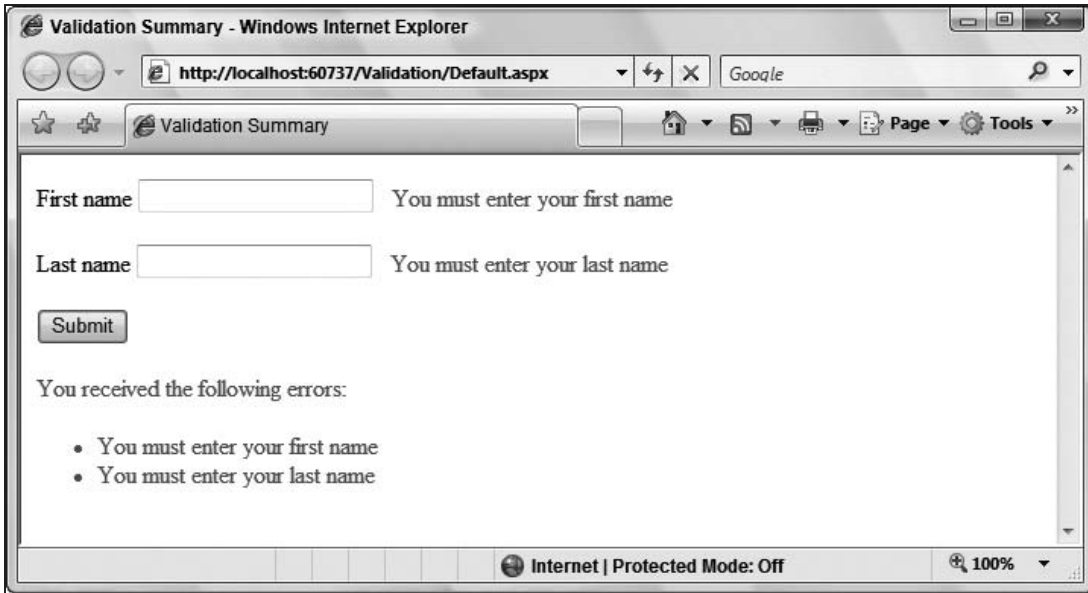 Validation Summary - Windows Internet Explorer
http://localhost:60737/Validation/Default.aspx
Google
Validation Summary
Page
Tools
First name
You must enter your first name
Last name
You must enter your last name
Submit
You received the following errors:
• You must enter your first name
• You must enter your last name
Internet | Protected Mode: Off
100%